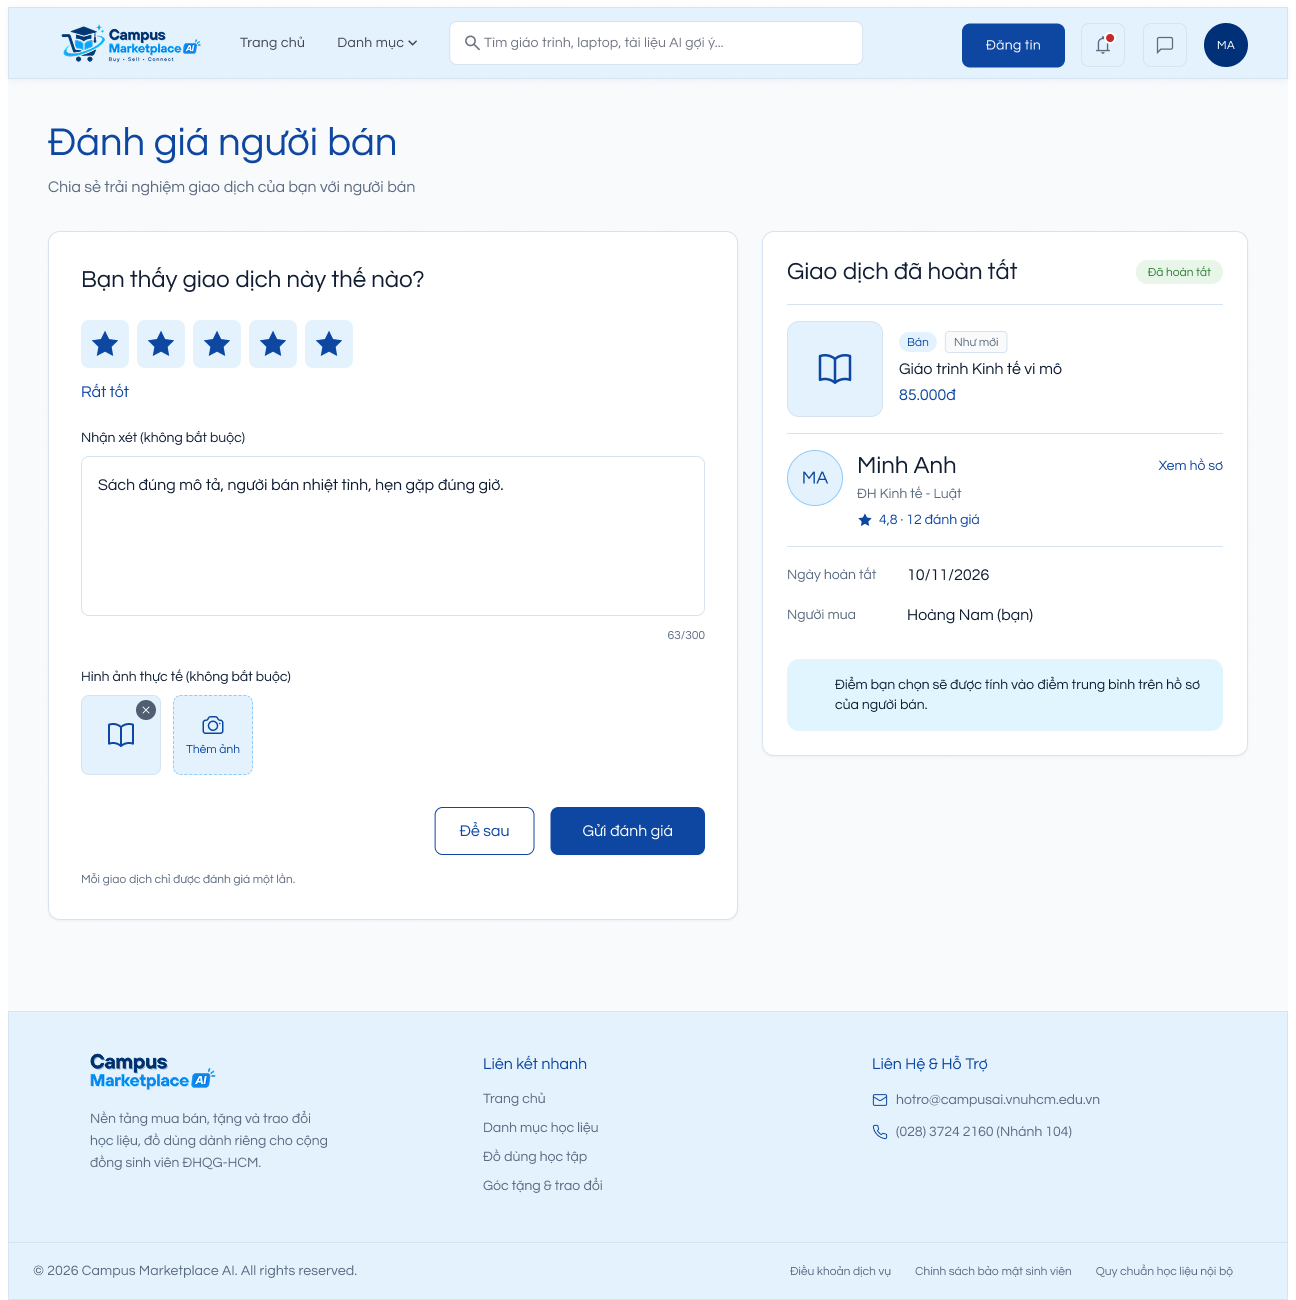 Campus
Marketplace AI
Buy • Sell • Connect
Trang chủ
Danh mục
Tìm giáo trình, laptop, tài liệu AI gợi ý...
Đăng tin
MA
Đánh giá người bán
Chia sẻ trải nghiệm giao dịch của bạn với người bán
Bạn thấy giao dịch này thế nào?
Rất tốt
Nhận xét (không bắt buộc)
Sách đúng mô tả, người bán nhiệt tình, hẹn gặp đúng giờ.
63/300
Hình ảnh thực tế (không bắt buộc)
Thêm ảnh
Để sau
Gửi đánh giá
Mỗi giao dịch chỉ được đánh giá một lần.
Giao dịch đã hoàn tất
Đã hoàn tất
Bán
Như mới
Giáo trình Kinh tế vi mô
85.000đ
MA
Minh Anh
Xem hồ sơ
ĐH Kinh tế - Luật
4,8 · 12 đánh giá
Ngày hoàn tất
10/11/2026
Người mua
Hoàng Nam (bạn)
Điểm bạn chọn sẽ được tính vào điểm trung bình trên hồ sơ
của người bán.
Campus
Marketplace AI
Nền tảng mua bán, tặng và trao đổi
học liệu, đồ dùng dành riêng cho cộng
đồng sinh viên ĐHQG-HCM.
Liên kết nhanh
Trang chủ
Danh mục học liệu
Đồ dùng học tập
Góc tặng & trao đổi
Liên Hệ & Hỗ Trợ
hotro@campusai.vnuhcm.edu.vn
(028) 3724 2160 (Nhánh 104)
© 2026 Campus Marketplace AI. All rights reserved.
Điều khoản dịch vụ
Chính sách bảo mật sinh viên
Quy chuẩn học liệu nội bộ